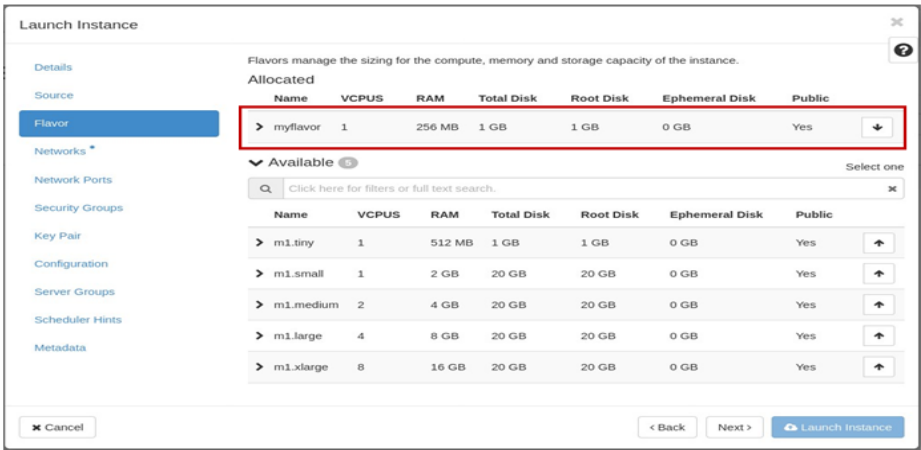 Launch Instance
Details
Source
Flavor
Networks *
Network Ports
Security Groups
Key Pair
Configuration
Server Groups
Scheduler Hints
Metadata
Flavors manage the sizing for the compute, memory and storage capacity of the instance.
Allocated
Name VCPUS RAM Total Disk Root Disk Ephemeral Disk Public
myflavor 1 256 MB 1 GB 1 GB 0 GB Yes
Available 5
Select one
Click here for filters or full text search.
Name VCPUS RAM Total Disk Root Disk Ephemeral Disk Public
m1.tiny 1 512 MB 1 GB 1 GB 0 GB Yes
m1.small 1 2 GB 20 GB 20 GB 0 GB Yes
m1.medium 2 4 GB 20 GB 20 GB 0 GB Yes
m1.large 4 8 GB 20 GB 20 GB 0 GB Yes
m1.xlarge 8 16 GB 20 GB 20 GB 0 GB Yes
Cancel
Back
Next
Launch Instance